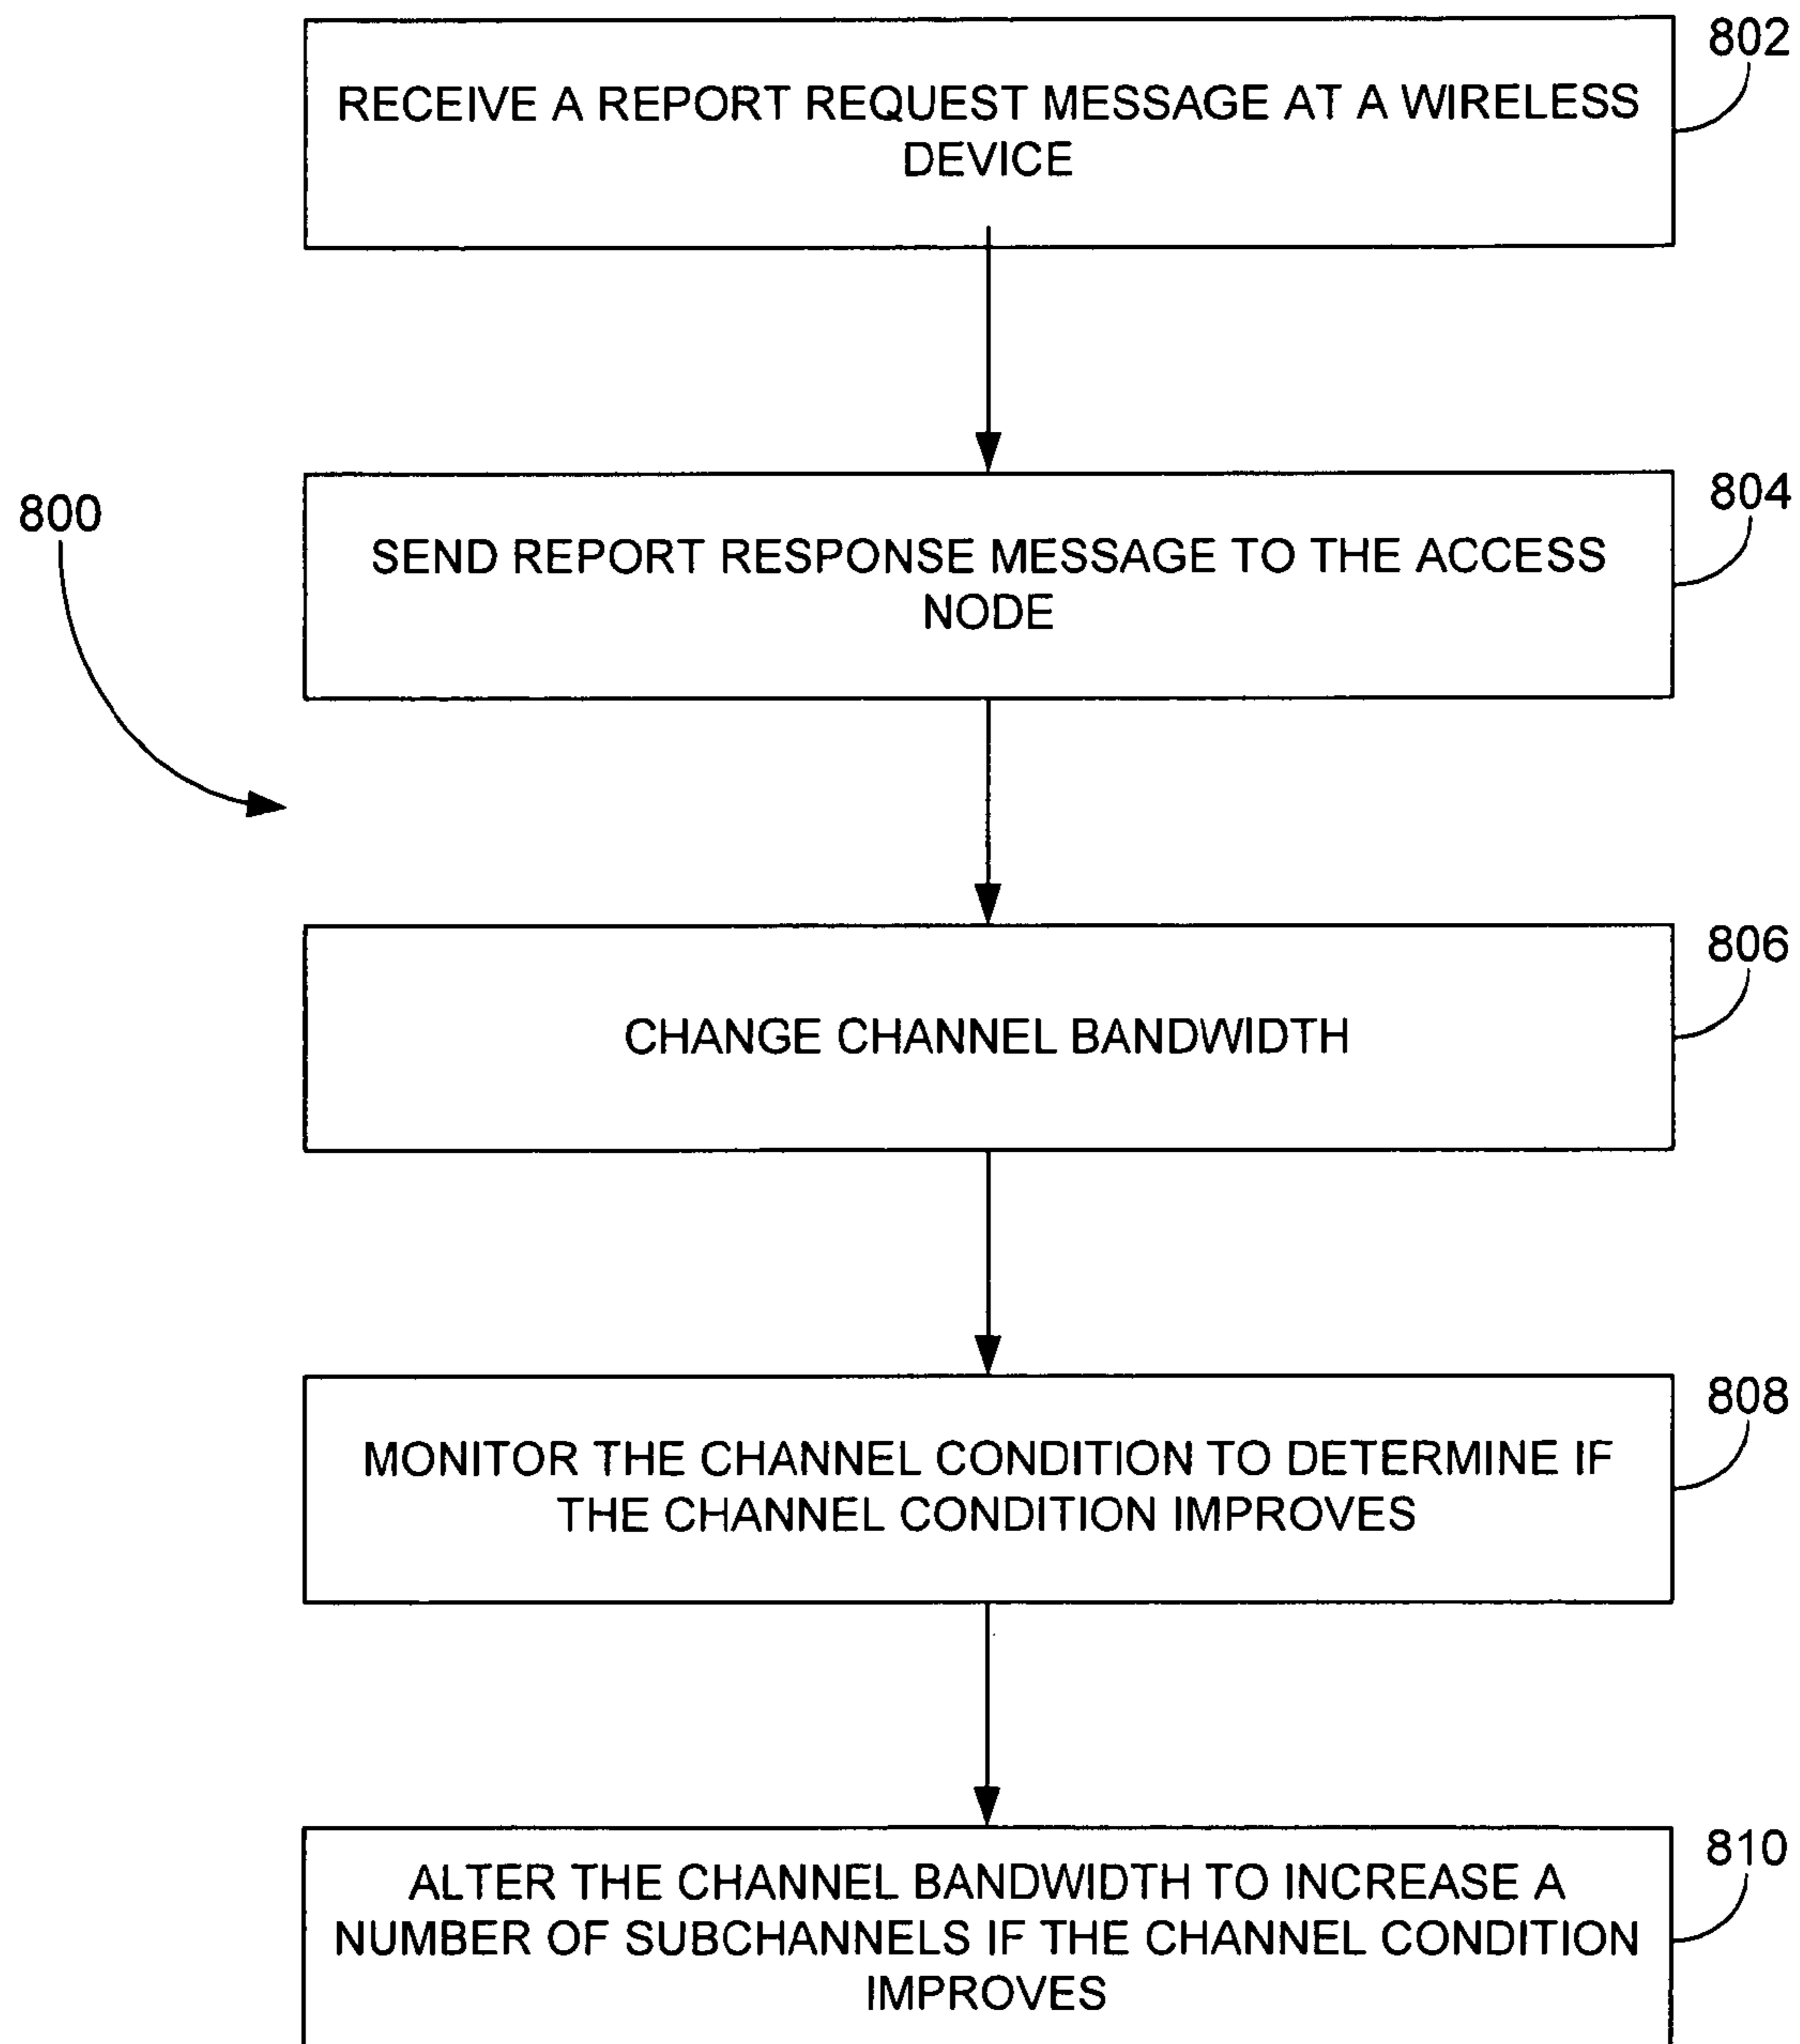 802
RECEIVE A REPORT REQUEST MESSAGE AT A WIRELESS
DEVICE
804
800
SEND REPORT RESPONSE MESSAGE TO THE ACCESS
NODE
806
CHANGE CHANNEL BANDWIDTH
808
MONITOR THE CHANNEL CONDITION TO DETERMINE IF
THE CHANNEL CONDITION IMPROVES
810
ALTER THE CHANNEL BANDWIDTH TO INCREASE A
NUMBER OF SUBCHANNELS IF THE CHANNEL CONDITION
IMPROVES